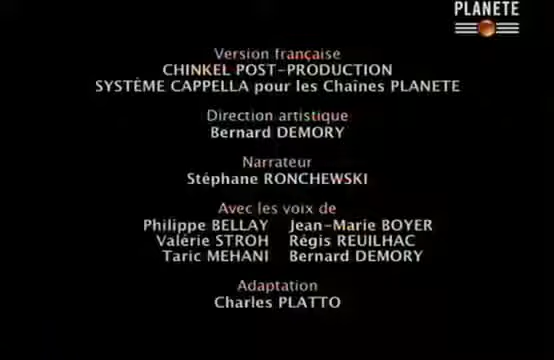 PLANETE
Version française
CHINKEL POST-PRODUCTION
SYSTÈME CAPPELLA pour les Chaînes PLANETE
Direction artistique
Bernard DEMORY
Narrateur
Stéphane RONCHEWSKI
Avec les voix de
Philippe BELLAY Jean-Marie BOYER
Valérie STROH Régis REUILHAC
Taric MEHANI Bernard DEMORY
Adaptation
Charles PLATTO